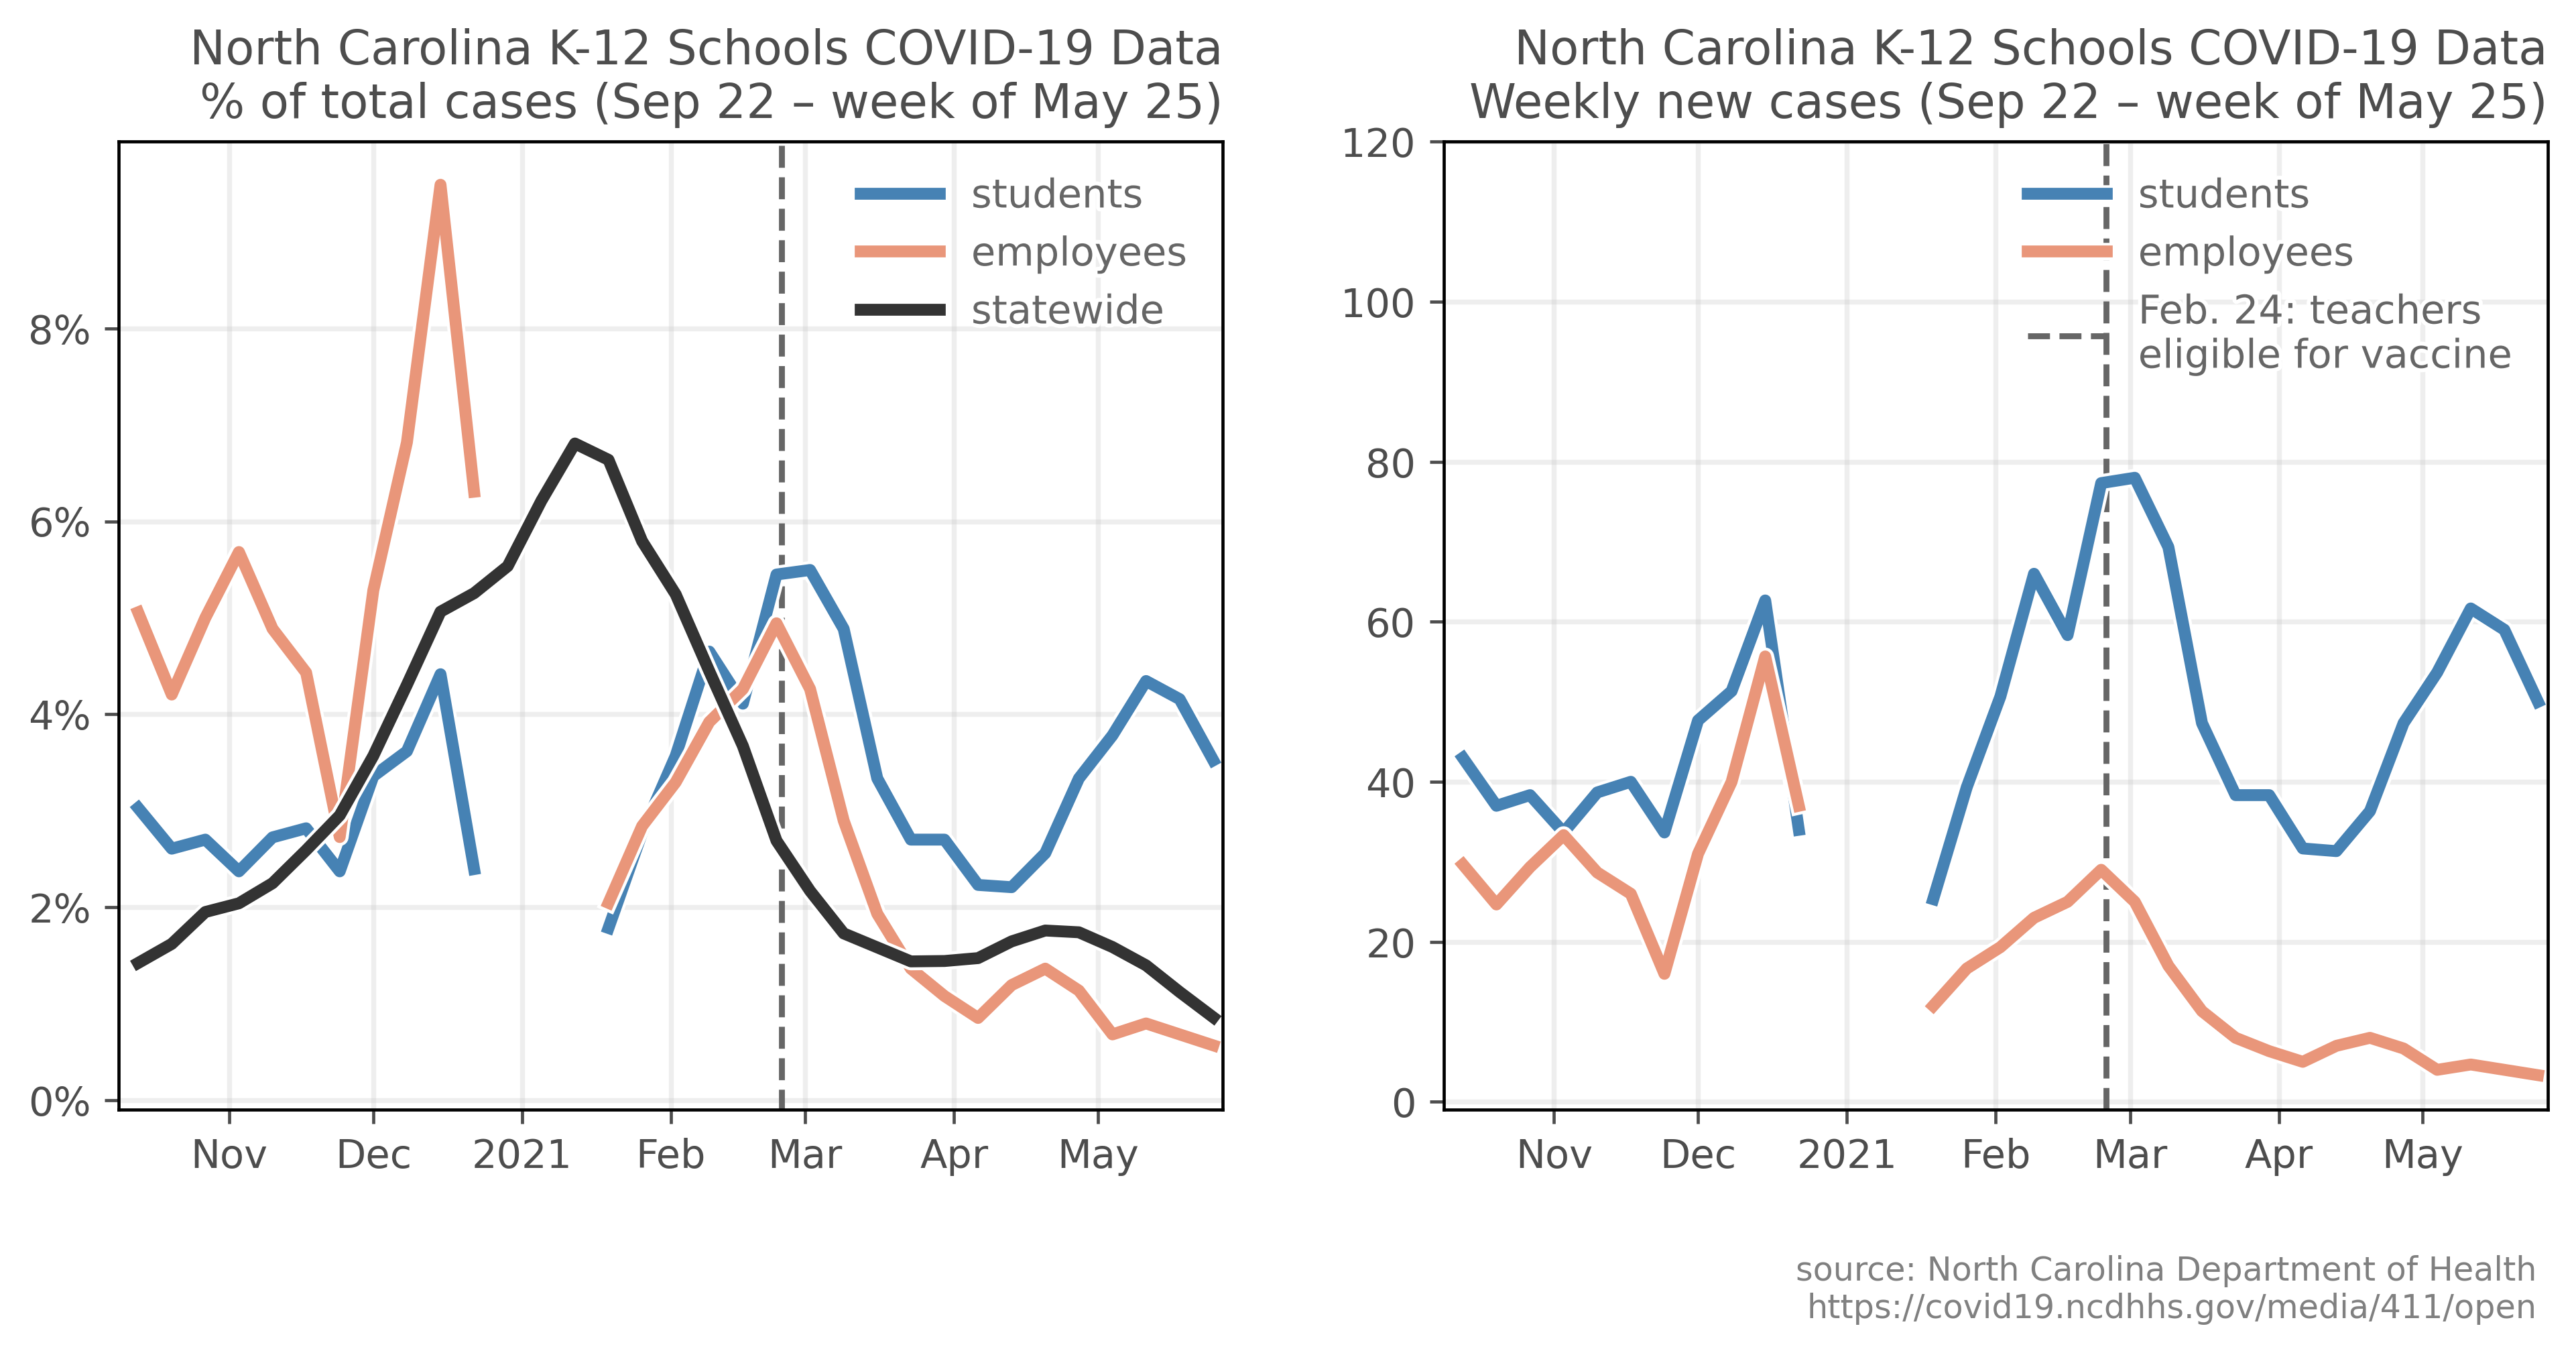 North Carolina K-12 Schools COVID-19 Data
% of total cases (Sep 22 – week of May 25)
students
employees
statewide
8%
6%
4%
2%
0%
Nov Dec 2021 Feb Mar Apr May
North Carolina K-12 Schools COVID-19 Data
Weekly new cases (Sep 22 – week of May 25)
120
students
employees
Feb. 24: teachers
eligible for vaccine
100
80
60
40
20
0
Nov Dec 2021 Feb Mar Apr May
source: North Carolina Department of Health
https://covid19.ncdhhs.gov/media/411/open